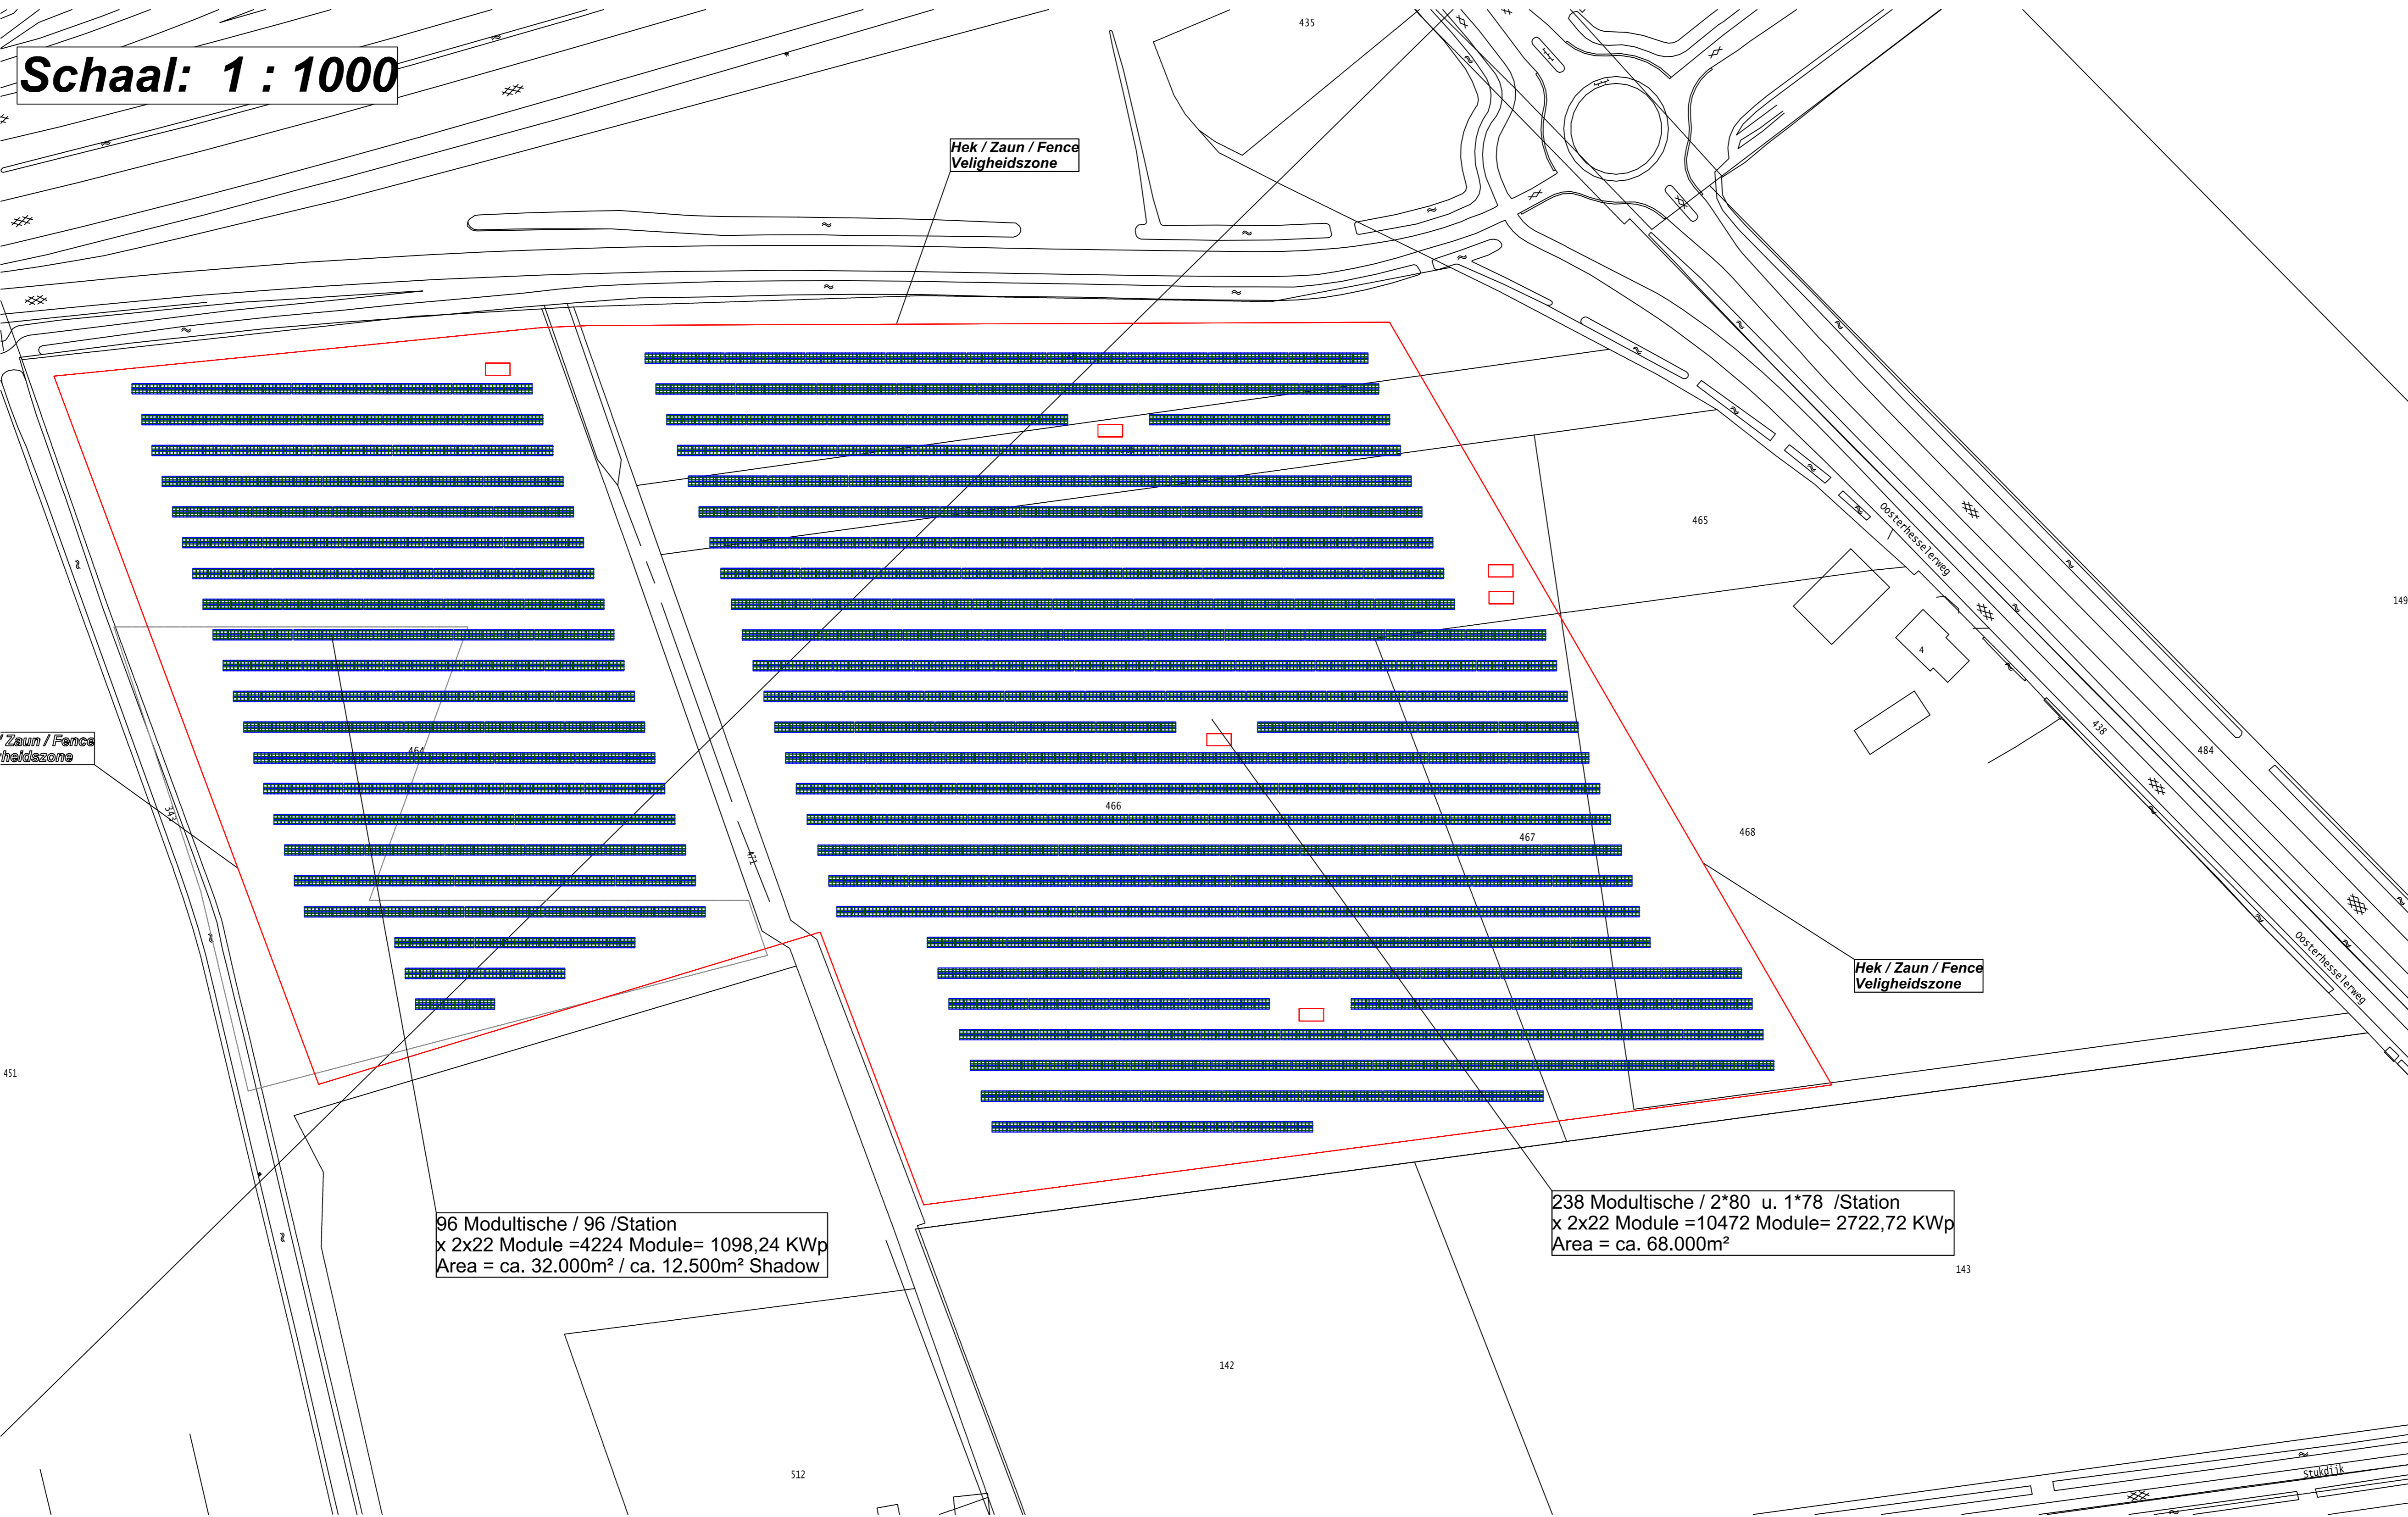 435
Schaal:  1 : 1000
Hek / Zaun / Fence
Veligheidszone
465
Oosterhesselerweg
149
4
438
484
/ Zaun / Fence
heidszone
464
343
466
467
468
471
Hek / Zaun / Fence
Veligheidszone
Oosterhesselerweg
451
96 Modultische / 96 /Station
x 2x22 Module =4224 Module= 1098,24 KWp
Area = ca. 32.000m² / ca. 12.500m² Shadow
238 Modultische / 2*80  u. 1*78  /Station
x 2x22 Module =10472 Module= 2722,72 KWp
Area = ca. 68.000m²
143
142
512
Stukdijk